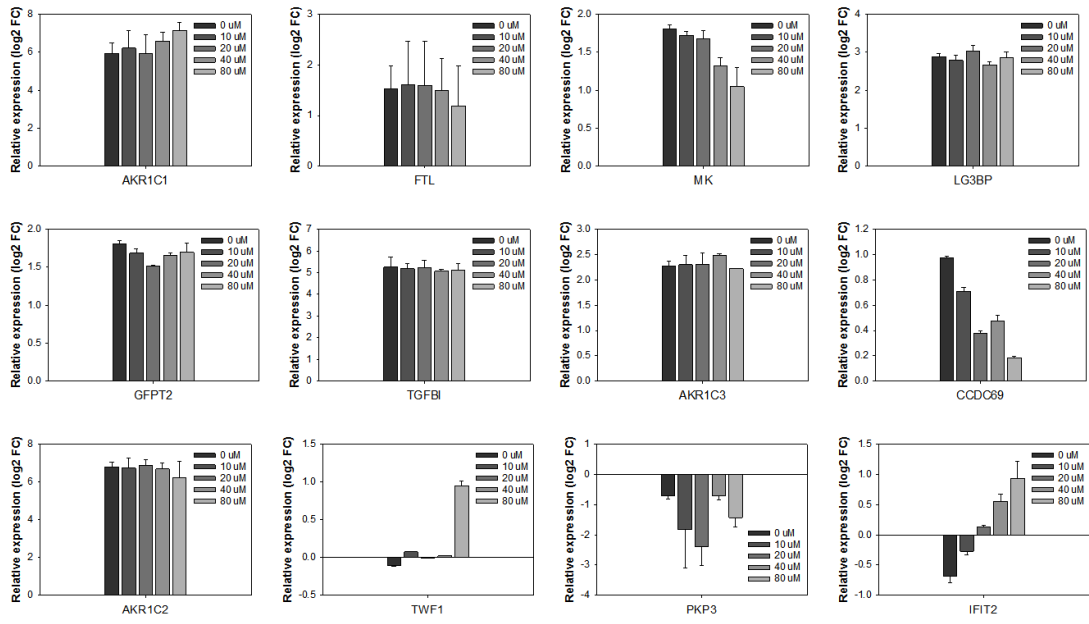 Relative expression (log2 FC)
8
6
4
2
0
0 uM
10 uM
20 uM
40 uM
80 uM
AKR1C1
Relative expression (log2 FC)
3
2
1
0
0 uM
10 uM
20 uM
40 uM
80 uM
FTL
Relative expression (log2 FC)
2.0
1.5
1.0
0.5
0.0
0 uM
10 uM
20 uM
40 uM
80 uM
MK
Relative expression (log2 FC)
4
3
2
1
0
0 uM
10 uM
20 uM
40 uM
80 uM
LG3BP
Relative expression (log2 FC)
2.0
1.5
1.0
0.5
0.0
0 uM
10 uM
20 uM
40 uM
80 uM
GFPT2
Relative expression (log2 FC)
7
6
5
4
3
2
1
0
0 uM
10 uM
20 uM
40 uM
80 uM
TGFBI
Relative expression (log2 FC)
3.0
2.5
2.0
1.5
1.0
0.5
0.0
0 uM
10 uM
20 uM
40 uM
80 uM
AKR1C3
Relative expression (log2 FC)
1.2
1.0
0.8
0.6
0.4
0.2
0.0
0 uM
10 uM
20 uM
40 uM
80 uM
CCDC69
Relative expression (log2 FC)
8
6
4
2
0
0 uM
10 uM
20 uM
40 uM
80 uM
AKR1C2
Relative expression (log2 FC)
1.5
1.0
0.5
0.0
-0.5
0 uM
10 uM
20 uM
40 uM
80 uM
TWF1
Relative expression (log2 FC)
1
0
-1
-2
-3
-4
0 uM
10 uM
20 uM
40 uM
80 uM
PKP3
Relative expression (log2 FC)
1.5
1.0
0.5
0.0
-0.5
-1.0
0 uM
10 uM
20 uM
40 uM
80 uM
IFIT2